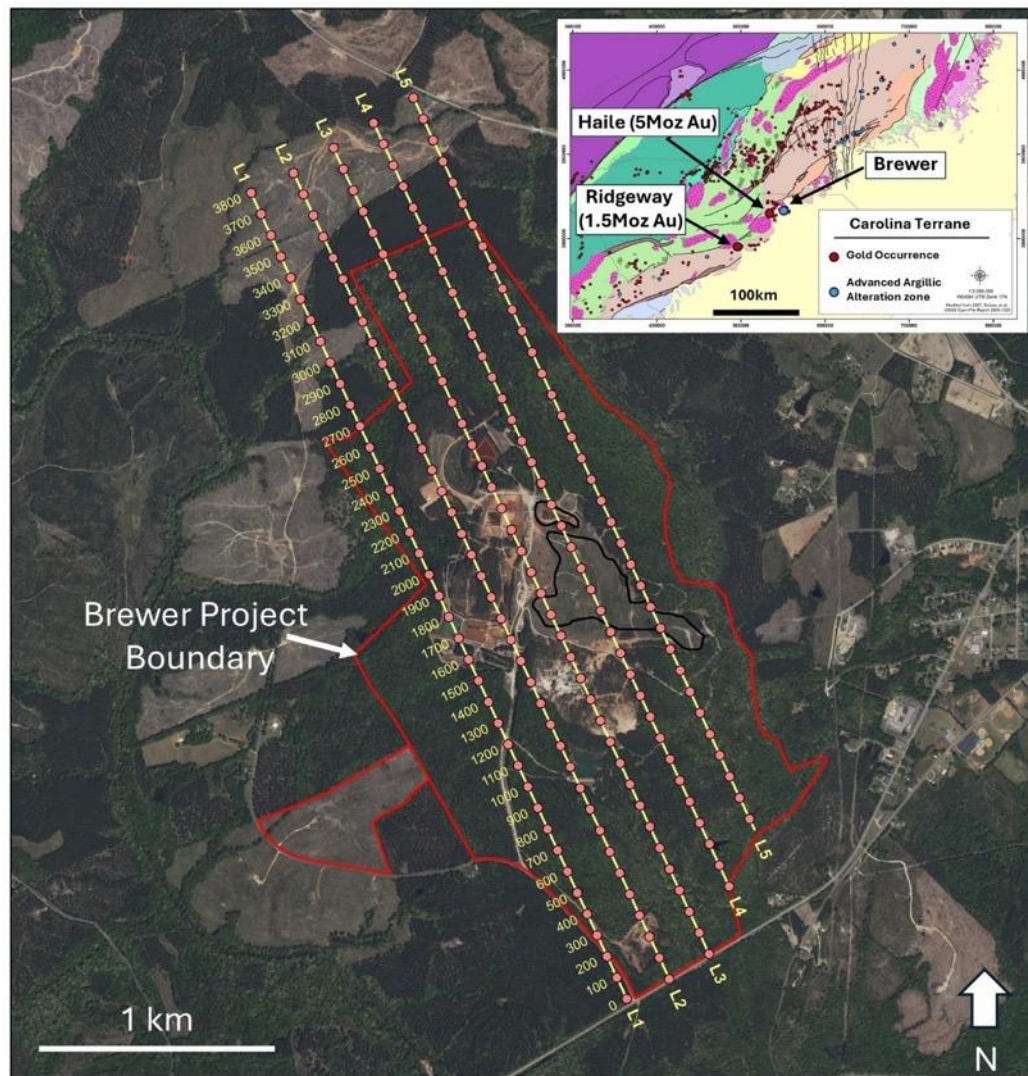 Haile (5Moz Au)
Brewer
Ridgeway
(1.5Moz Au)
Carolina Terrane
Gold Occurrence
Advanced Argillic
Alteration zone
100km
L5
L4
L3
L2
L1
3800
3700
3600
3500
3400
3300
3200
3100
3000
2900
2800
2700
2600
2500
2400
2300
2200
2100
2000
1900
1800
1700
1600
1500
1400
1300
1200
1100
1000
900
800
700
600
500
400
300
200
100
0
Brewer Project
Boundary
L5
L4
L3
L2
L1
1 km
N